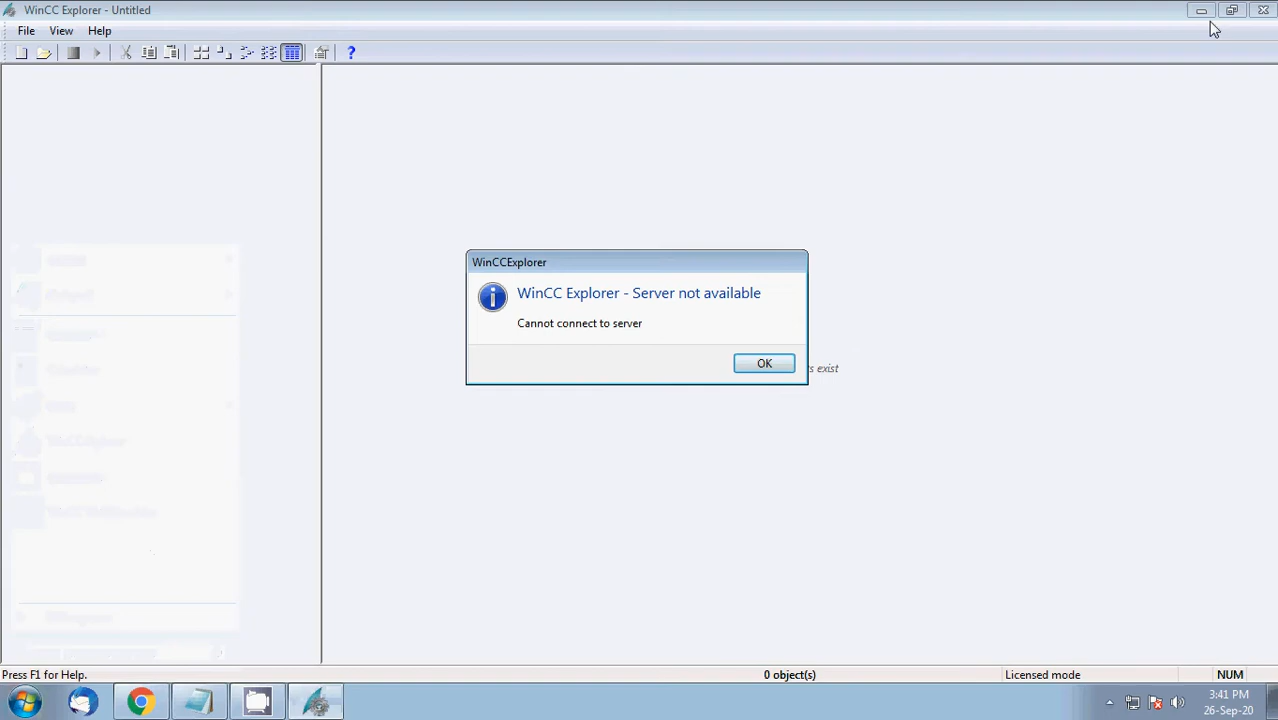 WinCC Explorer - Untitled
File View Help
WinCCExplorer
WinCC Explorer - Server not available
Cannot connect to server
OK
s exist
Press F1 for Help.
0 object(s)
Licensed mode
NUM
3:41 PM
26-Sep-20